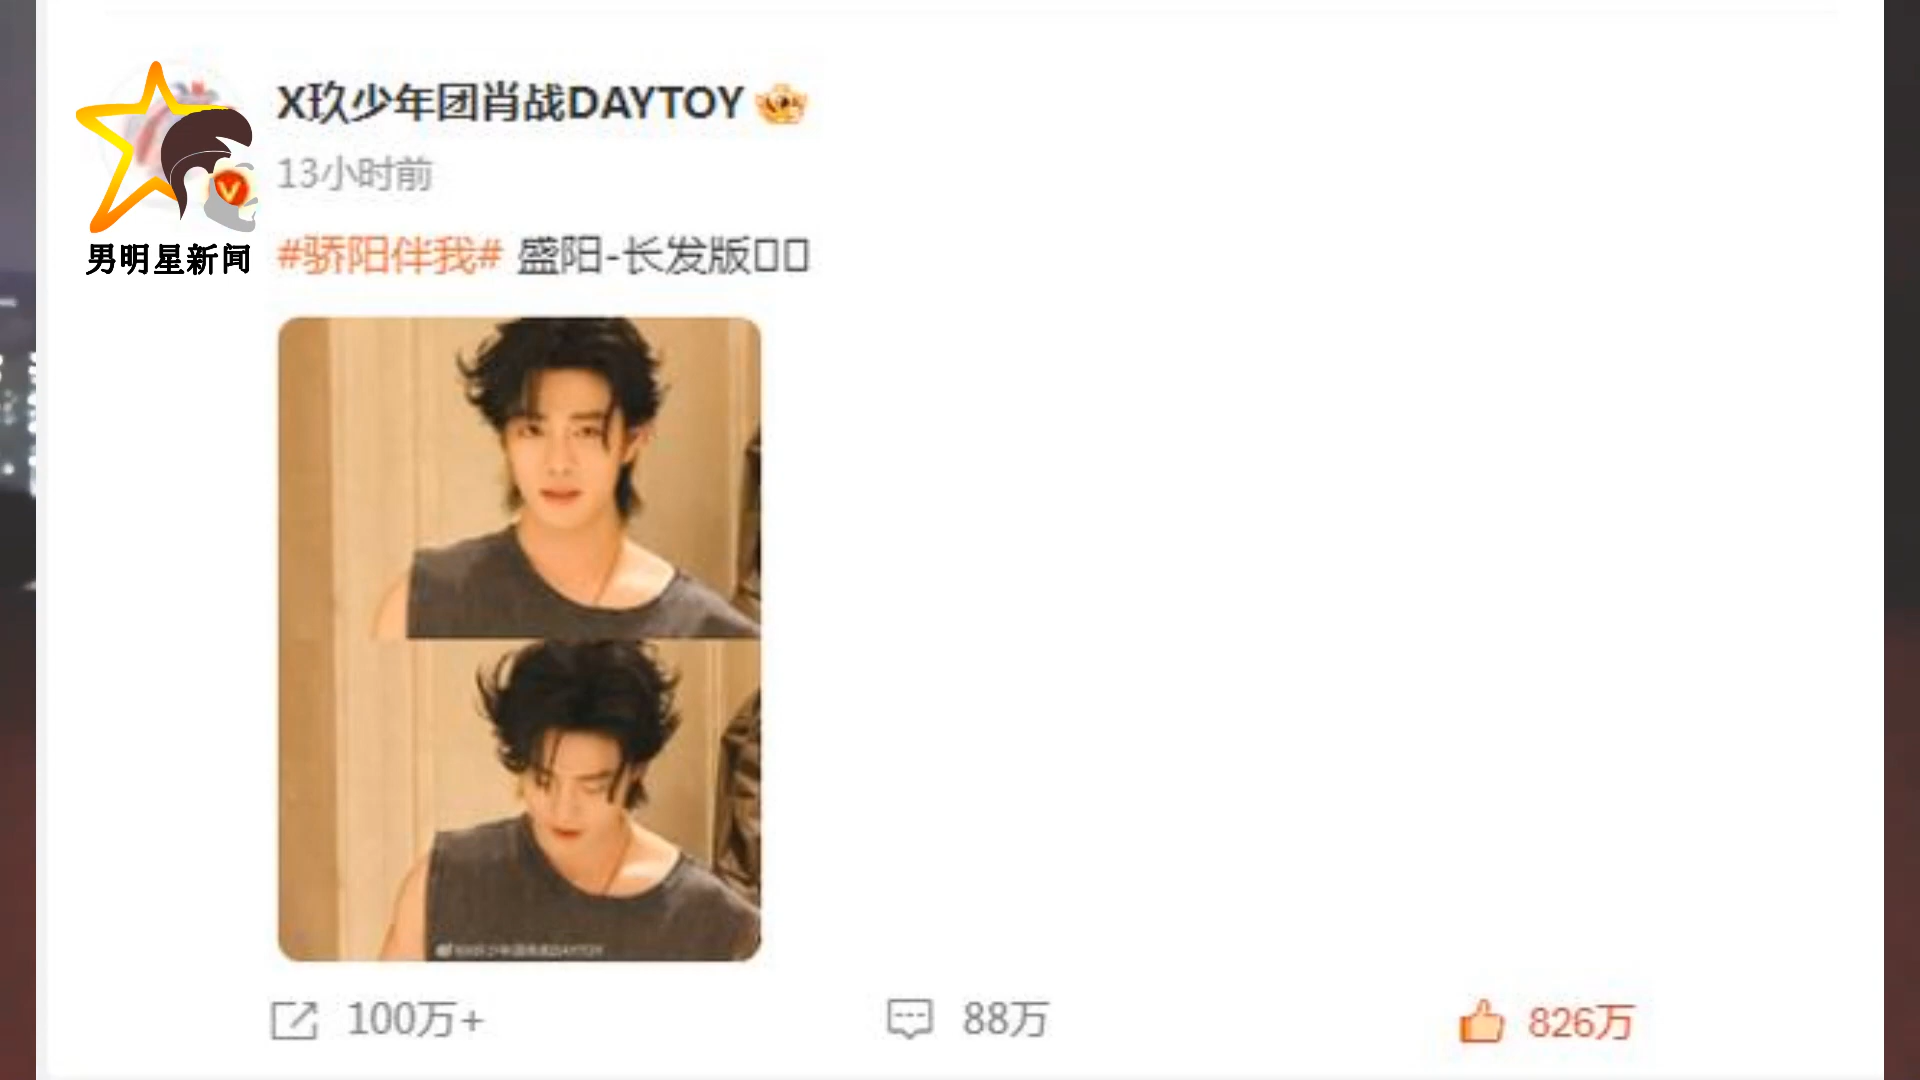 X玖少年团肖战DAYTOY
13小时前
男明星新闻
#骄阳伴我# 盛阳-长发版
100万+
88万
826万